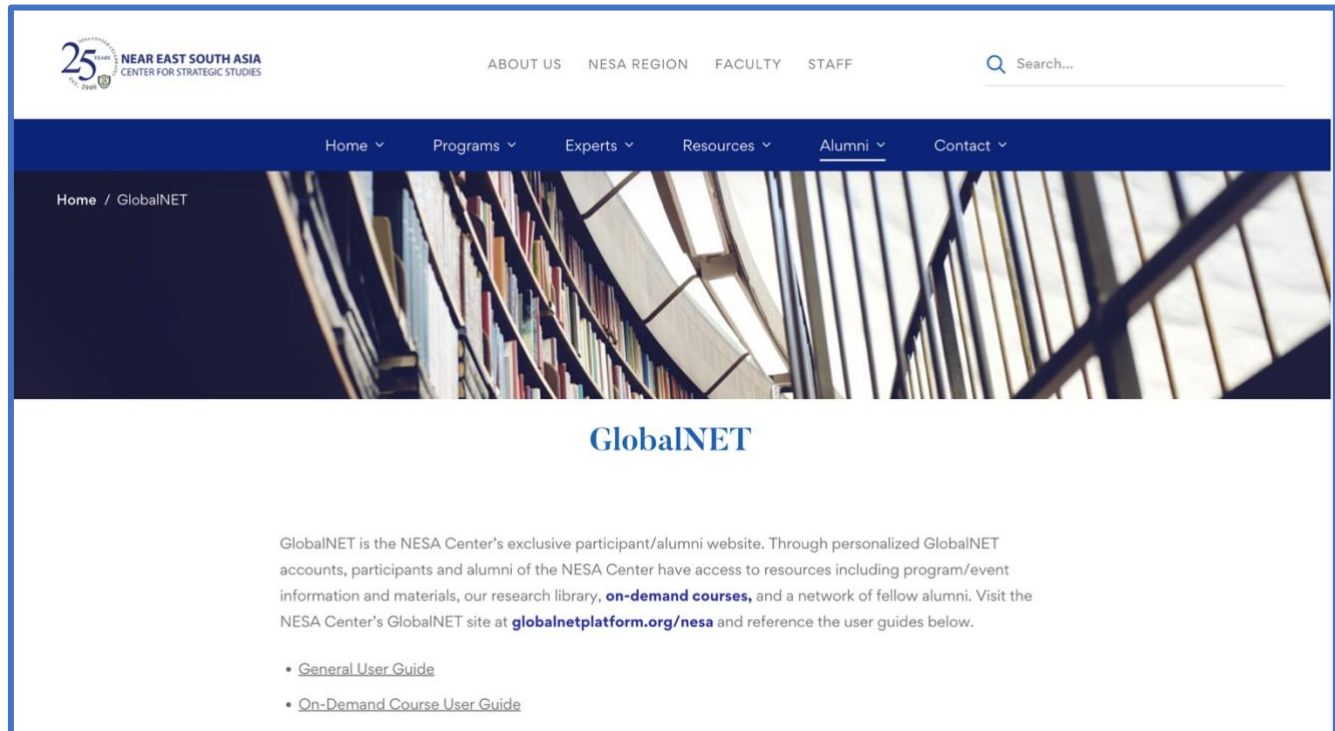 25 YEARS
NEAR EAST SOUTH ASIA
CENTER FOR STRATEGIC STUDIES
EST. 2000
ABOUT US NESA REGION FACULTY STAFF
Search...
Home Programs Experts Resources Alumni Contact
Home / GlobalNET
GlobalNET
GlobalNET is the NESA Center's exclusive participant/alumni website. Through personalized GlobalNET
accounts, participants and alumni of the NESA Center have access to resources including program/event
information and materials, our research library, on-demand courses, and a network of fellow alumni. Visit the
NESA Center's GlobalNET site at globalnetplatform.org/nesa and reference the user guides below.
• General User Guide
• On-Demand Course User Guide